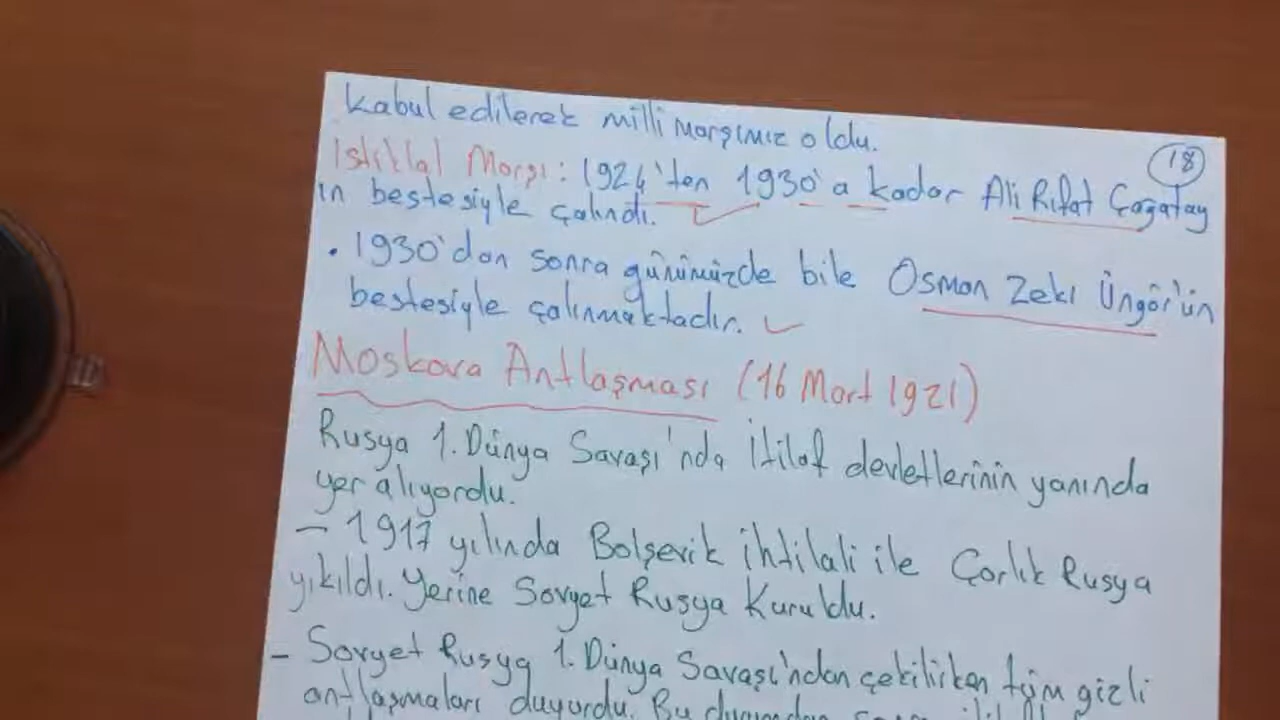 Kabul edilerek milli marşımız oldu.
18
İstiklal Marşı: 1924'ten 1930'a kadar Ali Rıfat Çağatay
ın bestesiyle çalındı.
• 1930'dan sonra günümüzde bile Osman Zeki Üngör'ün
bestesiyle çalınmaktadır.
Moskova Antlaşması (16 Mart 1921)
Rusya 1. Dünya Savaşı'nda İtilaf devletlerinin yanında
yer alıyordu.
- 1917 yılında Bolşevik ihtilali ile Çarlık Rusya
yıkıldı. Yerine Sovyet Rusya Kuruldu.
- Sovyet Rusya 1. Dünya Savaşı'ndan çekilirken tüm gizli
antlaşmaları duyurdu. Bu durumdan